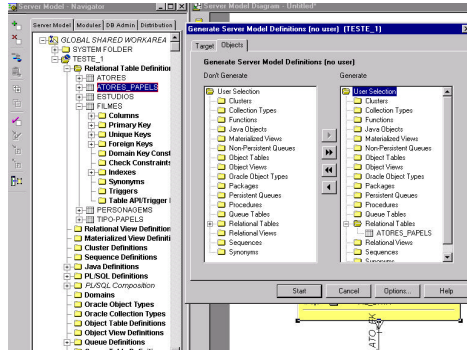 Server Model - Navigator
Server Model Diagram - Untitled*
Server Model
Modules
DB Admin
Distribution
GLOBAL SHARED WORKAREA
SYSTEM FOLDER
TESTE_1
Relational Table Definition
ATORES
ATORES_PAPELS
ESTUDIOS
FILMES
Columns
Primary Key
Unique Keys
Foreign Keys
Domain Key Const
Check Constraints
Indexes
Synonyms
Triggers
Table API/Trigger
PERSONAGEMS
TIPO-PAPELS
Relational View Definiti
Materialized View Definiti
Cluster Definitions
Sequence Definitions
Java Definitions
PL/SQL Definitions
PL/SQL Composition
Domains
Oracle Object Types
Oracle Collection Types
Object Table Definitions
Object View Definitions
Queue Definitions
Generate Server Model Definitions (no user) (TESTE_1)
Target
Objects
Generate Server Model Definitions (no user)
Don't Generate
User Selection
Clusters
Collection Types
Functions
Java Objects
Materialized Views
Non-Persistent Queues
Object Tables
Object Views
Oracle Object Types
Packages
Persistent Queues
Procedures
Queue Tables
Relational Tables
Relational Views
Sequences
Synonyms
Generate
User Selection
Clusters
Collection Types
Functions
Java Objects
Materialized Views
Non-Persistent Queues
Object Tables
Object Views
Oracle Object Types
Packages
Persistent Queues
Procedures
Queue Tables
Relational Tables
ATORES_PAPELS
Relational Views
Sequences
Synonyms
Start
Cancel
Options...
Help